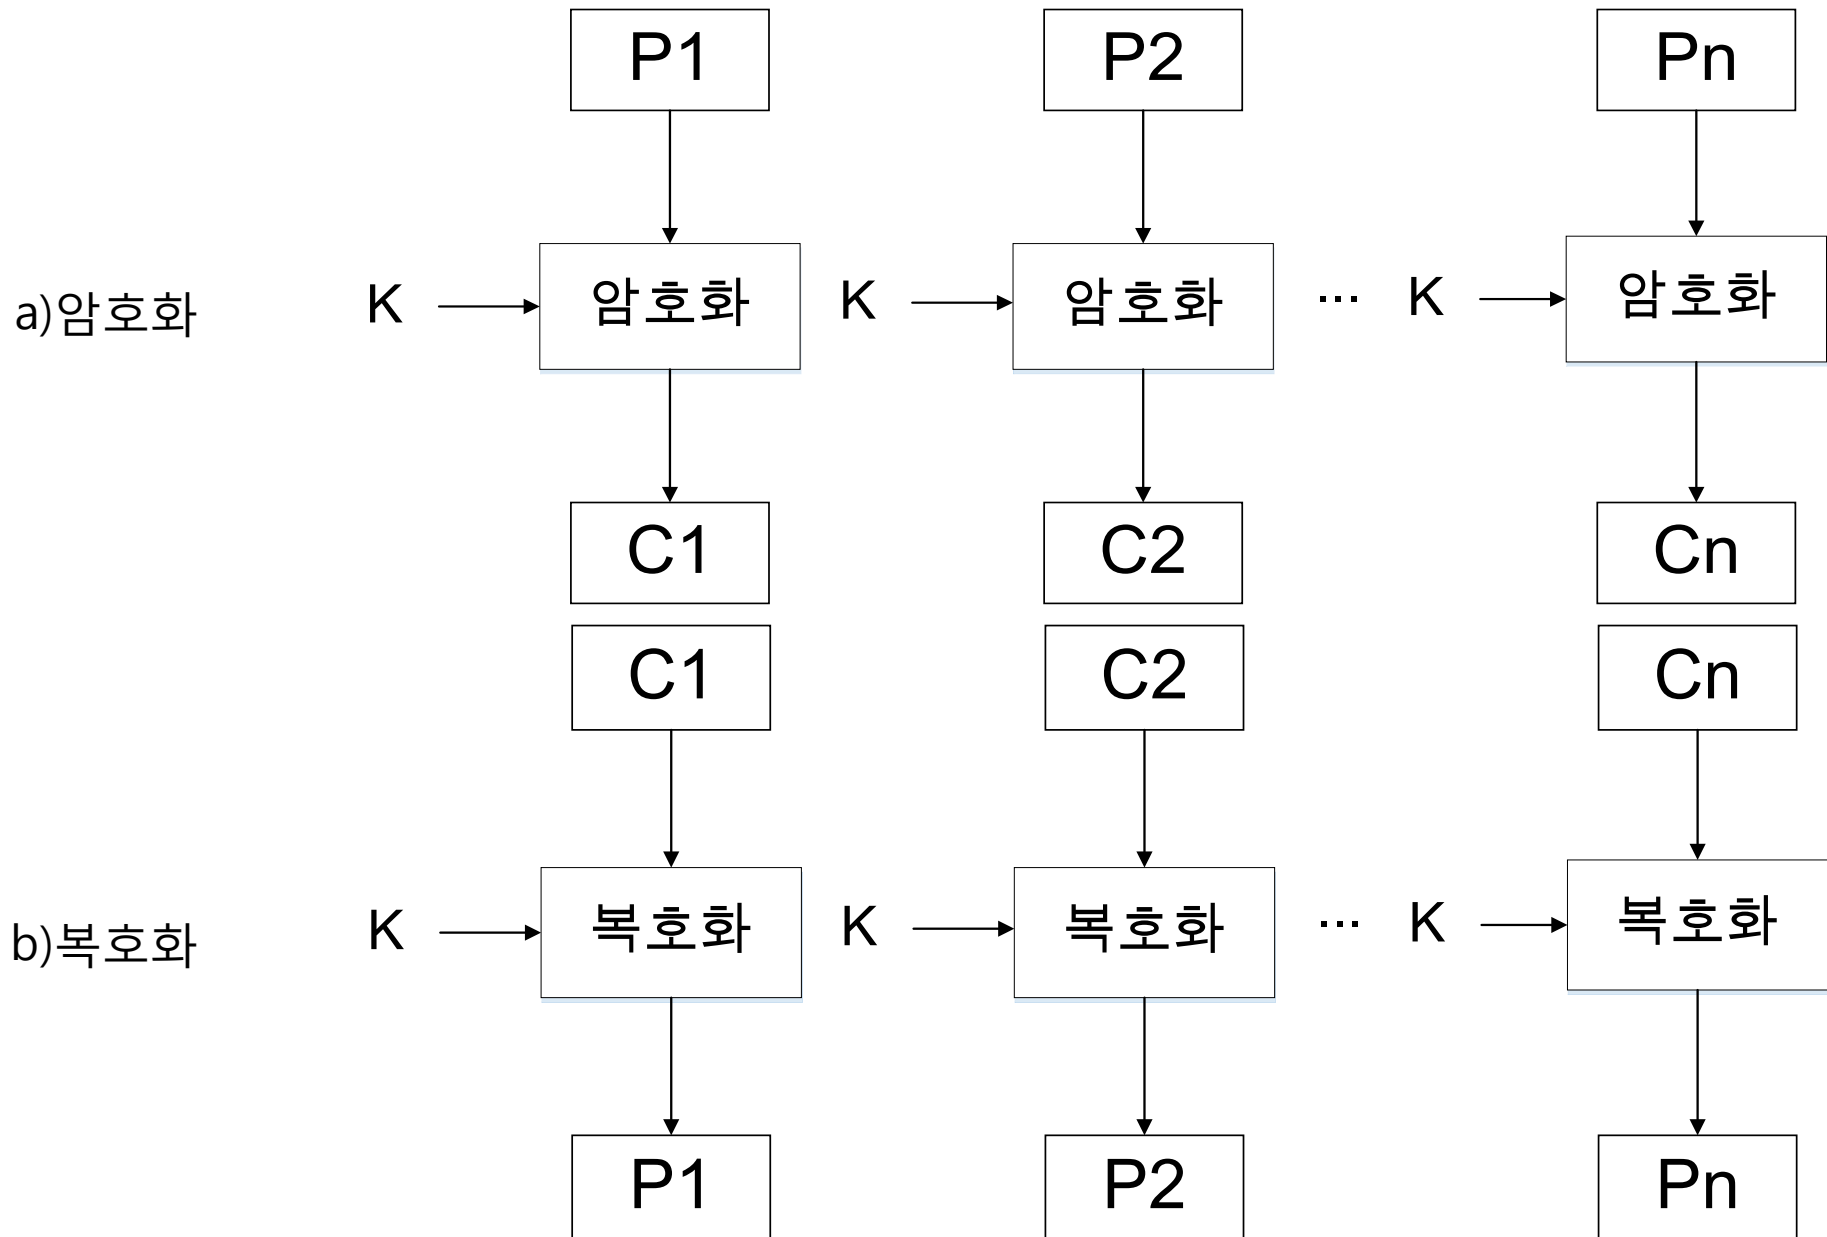 P1 P2 Pn
a)암호화 K 암호화 K 암호화 ... K 암호화
C1 C2 Cn
C1 C2 Cn
b)복호화 K 복호화 K 복호화 ... K 복호화
P1 P2 Pn